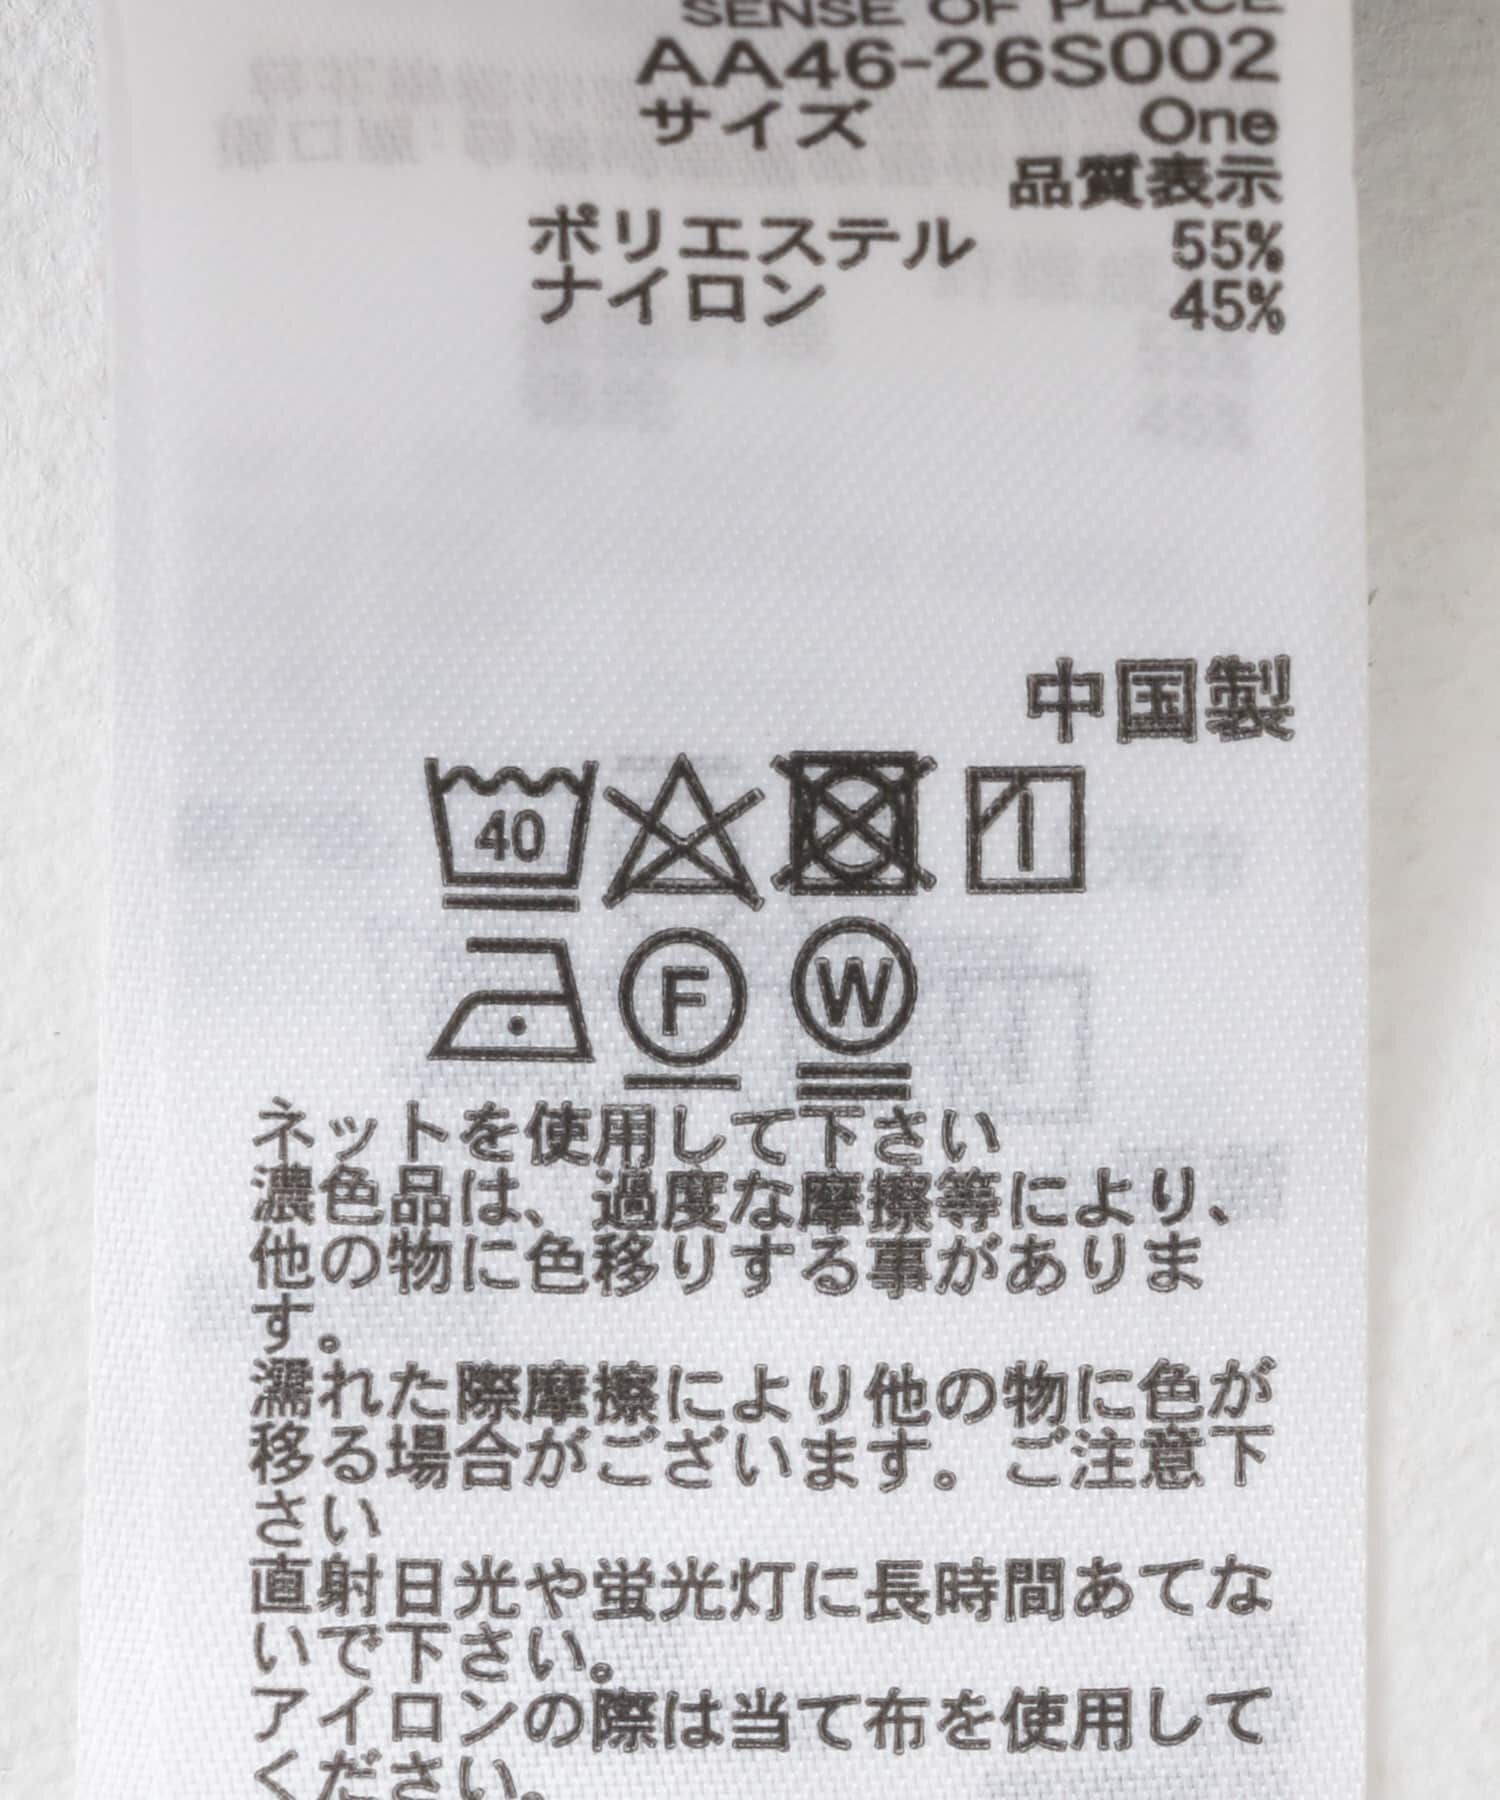 SENSE OF PLACE
AA46-26S002
サイズ One
品質表示
ポリエステル 55%
ナイロン 45%
中国製
40
F W
ネットを使用して下さい
濃色品は、過度な摩擦等により、
他の物に色移りする事がありま
す。
濡れた際摩擦により他の物に色が
移る場合がございます。ご注意下
さい
直射日光や蛍光灯に長時間あてな
いで下さい。
アイロンの際は当て布を使用して
ください。